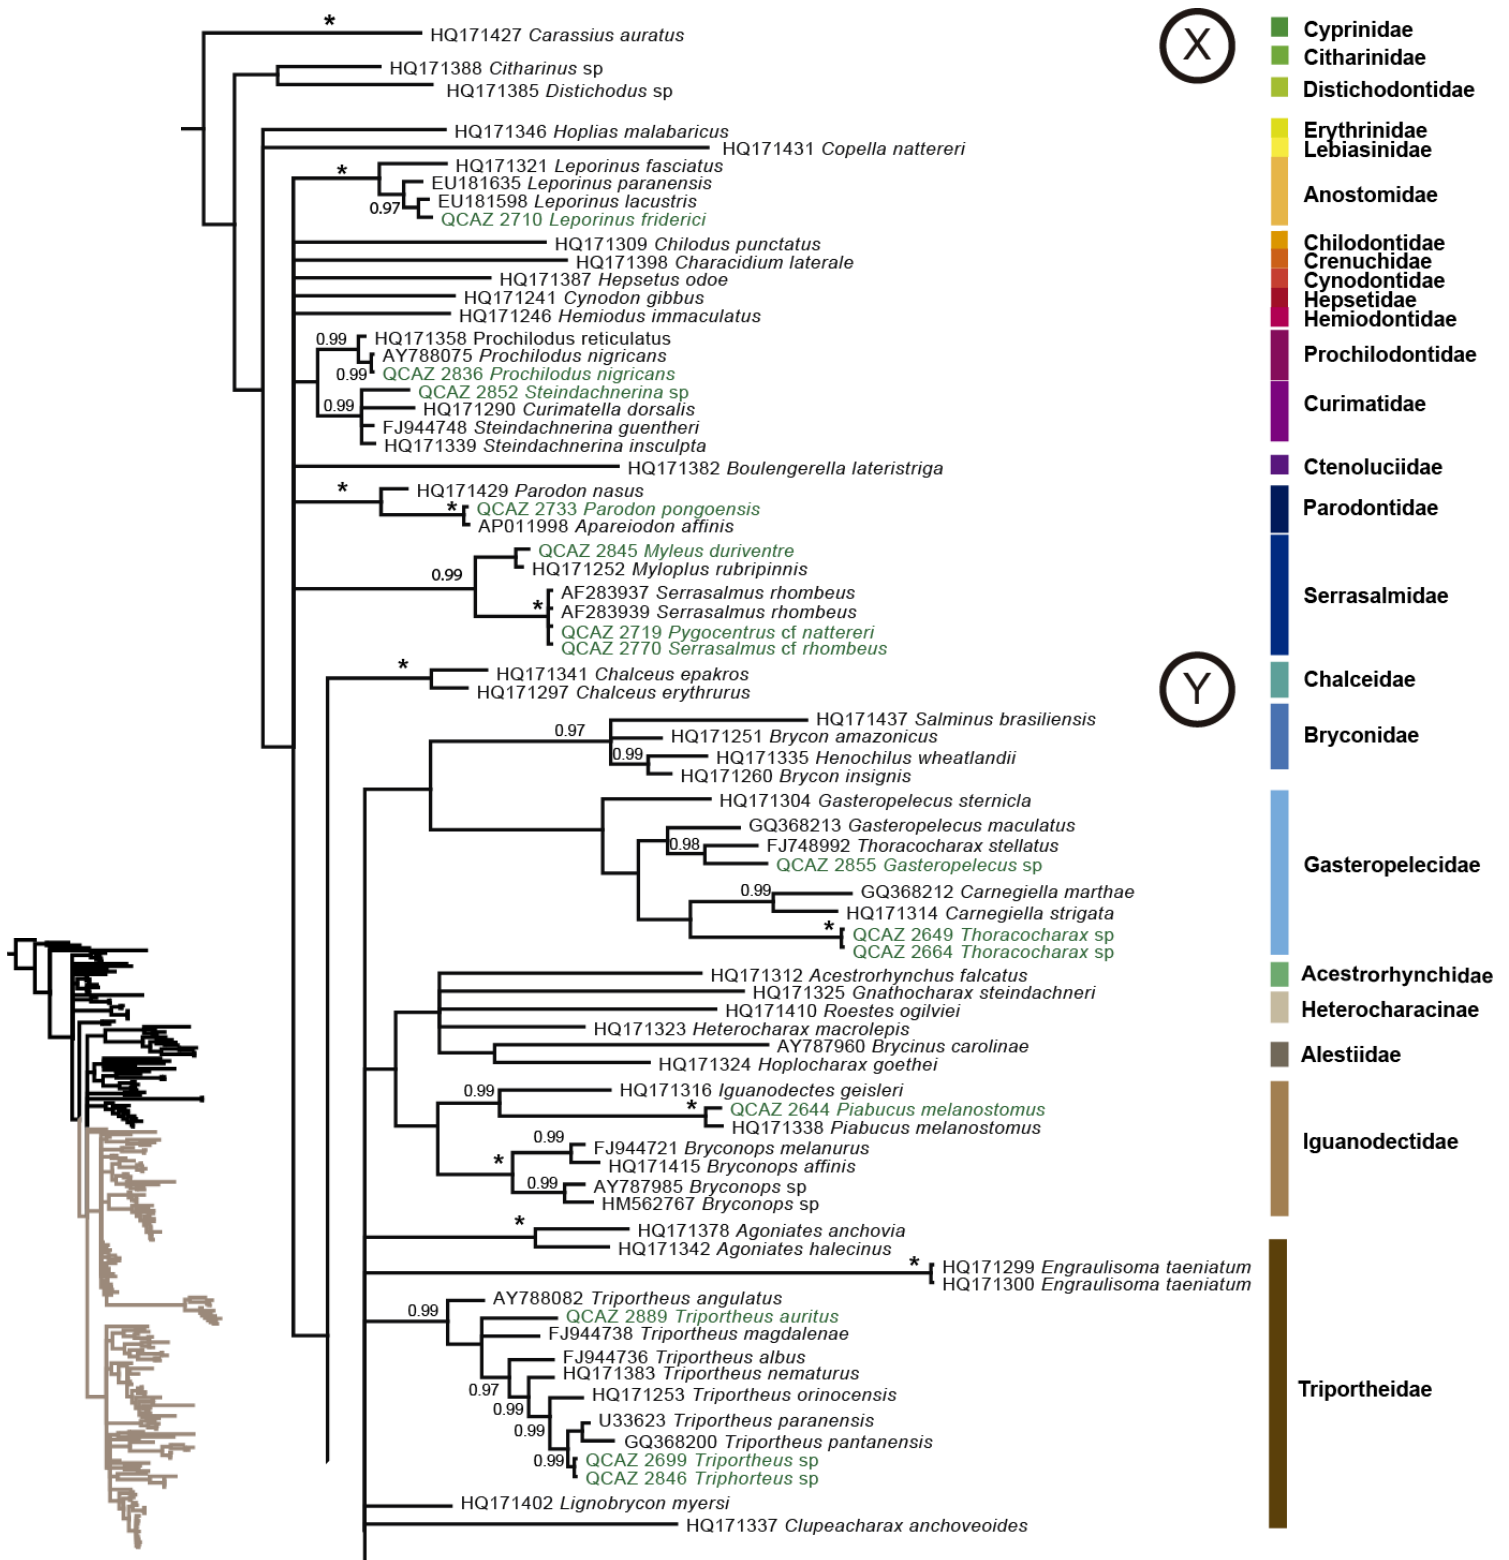 *
HQ171427 Carassius auratus
X
Cyprinidae
HQ171388 Citharinus sp
Citharinidae
HQ171385 Distichodus sp
Distichodontidae
HQ171346 Hoplias malabaricus
Erythrinidae
HQ171431 Copella nattereri
Lebiasinidae
* HQ171321 Leporinus fasciatus
EU181635 Leporinus paranensis
Anostomidae
EU181598 Leporinus lacustris
0.97
QCAZ 2710 Leporinus friderici
HQ171309 Chilodus punctatus
Chilodontidae
HQ171398 Characidium laterale
Crenuchidae
HQ171387 Hepsetus odoe
Cynodontidae
HQ171241 Cynodon gibbus
Hepsetidae
HQ171246 Hemiodus immaculatus
Hemiodontidae
0.99 HQ171358 Prochilodus reticulatus
AY788075 Prochilodus nigricans
Prochilodontidae
0.99 QCAZ 2836 Prochilodus nigricans
QCAZ 2852 Steindachnerina sp
0.99 HQ171290 Curimatella dorsalis
Curimatidae
FJ944748 Steindachnerina guentheri
HQ171339 Steindachnerina insculpta
HQ171382 Boulengerella lateristriga
Ctenoluciidae
* HQ171429 Parodon nasus
* QCAZ 2733 Parodon pongoensis
Parodontidae
AP011998 Apareiodon affinis
QCAZ 2845 Myleus duriventre
0.99 HQ171252 Myloplus rubripinnis
AF283937 Serrasalmus rhombeus
Serrasalmidae
* AF283939 Serrasalmus rhombeus
QCAZ 2719 Pygocentrus cf nattereri
QCAZ 2770 Serrasalmus cf rhombeus
* HQ171341 Chalceus epakros
Y
Chalceidae
HQ171297 Chalceus erythrurus
HQ171437 Salminus brasiliensis
0.97
HQ171251 Brycon amazonicus
Bryconidae
0.99 HQ171335 Henochilus wheatlandii
HQ171260 Brycon insignis
HQ171304 Gasteropelecus sternicla
GQ368213 Gasteropelecus maculatus
0.98 FJ748992 Thoracocharax stellatus
QCAZ 2855 Gasteropelecus sp
Gasteropelecidae
0.99 GQ368212 Carnegiella marthae
HQ171314 Carnegiella strigata
* QCAZ 2649 Thoracocharax sp
QCAZ 2664 Thoracocharax sp
HQ171312 Acestrorhynchus falcatus
Acestrorhynchidae
HQ171325 Gnathocharax steindachneri
HQ171410 Roestes ogilviei
Heterocharacinae
HQ171323 Heterocharax macrolepis
AY787960 Brycinus carolinae
Alestiidae
HQ171324 Hoplocharax goethei
0.99 HQ171316 Iguanodectes geisleri
* QCAZ 2644 Piabucus melanostomus
HQ171338 Piabucus melanostomus
0.99
Iguanodectidae
FJ944721 Bryconops melanurus
* HQ171415 Bryconops affinis
0.99 AY787985 Bryconops sp
HM562767 Bryconops sp
* HQ171378 Agoniates anchovia
HQ171342 Agoniates halecinus
* HQ171299 Engraulisoma taeniatum
HQ171300 Engraulisoma taeniatum
AY788082 Triportheus angulatus
0.99 QCAZ 2889 Triportheus auritus
FJ944738 Triportheus magdalenae
FJ944736 Triportheus albus
HQ171383 Triportheus nematurus
0.97
Triportheidae
HQ171253 Triportheus orinocensis
0.99
U33623 Triportheus paranensis
0.99
GQ368200 Triportheus pantanensis
0.99 QCAZ 2699 Triportheus sp
QCAZ 2846 Triphorteus sp
HQ171402 Lignobrycon myersi
HQ171337 Clupeacharax anchoveoides